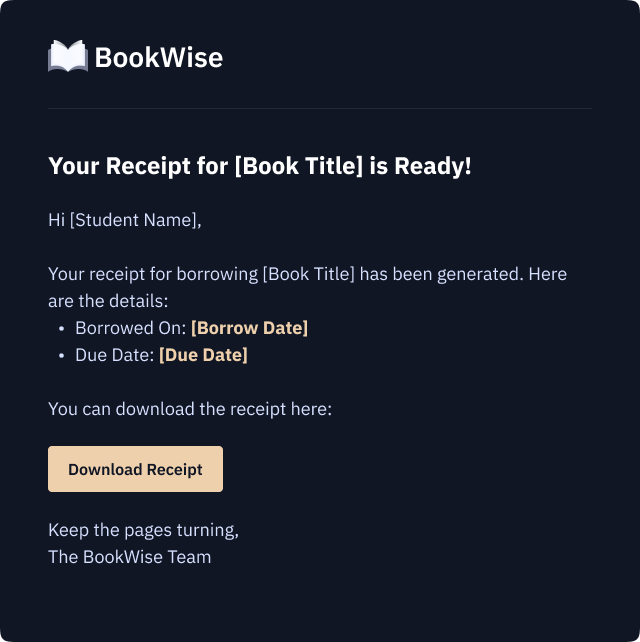 BookWise
Your Receipt for [Book Title] is Ready!
Hi [Student Name],
Your receipt for borrowing [Book Title] has been generated. Here
are the details:
• Borrowed On: [Borrow Date]
• Due Date: [Due Date]
You can download the receipt here:
Download Receipt
Keep the pages turning,
The BookWise Team